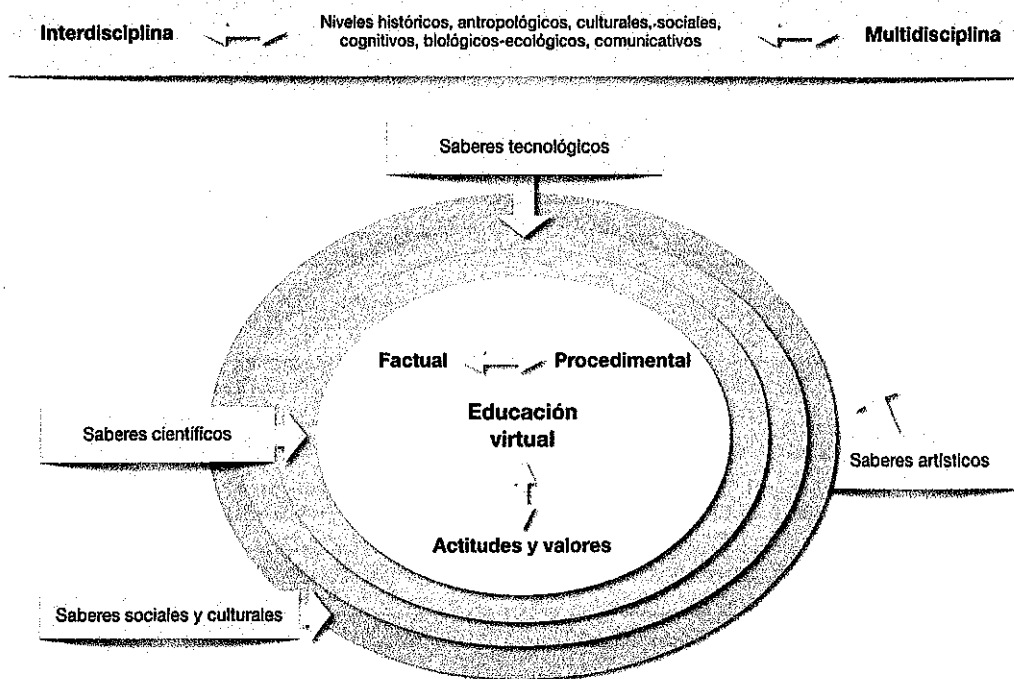 Interdisciplina
Niveles históricos, antropológicos, culturales, sociales,
cognitivos, biológicos-ecológicos, comunicativos
Multidisciplina
Saberes tecnológicos
Factual
Procedimental
Educación
virtual
Saberes científicos
Saberes artísticos
Actitudes y valores
Saberes sociales y culturales